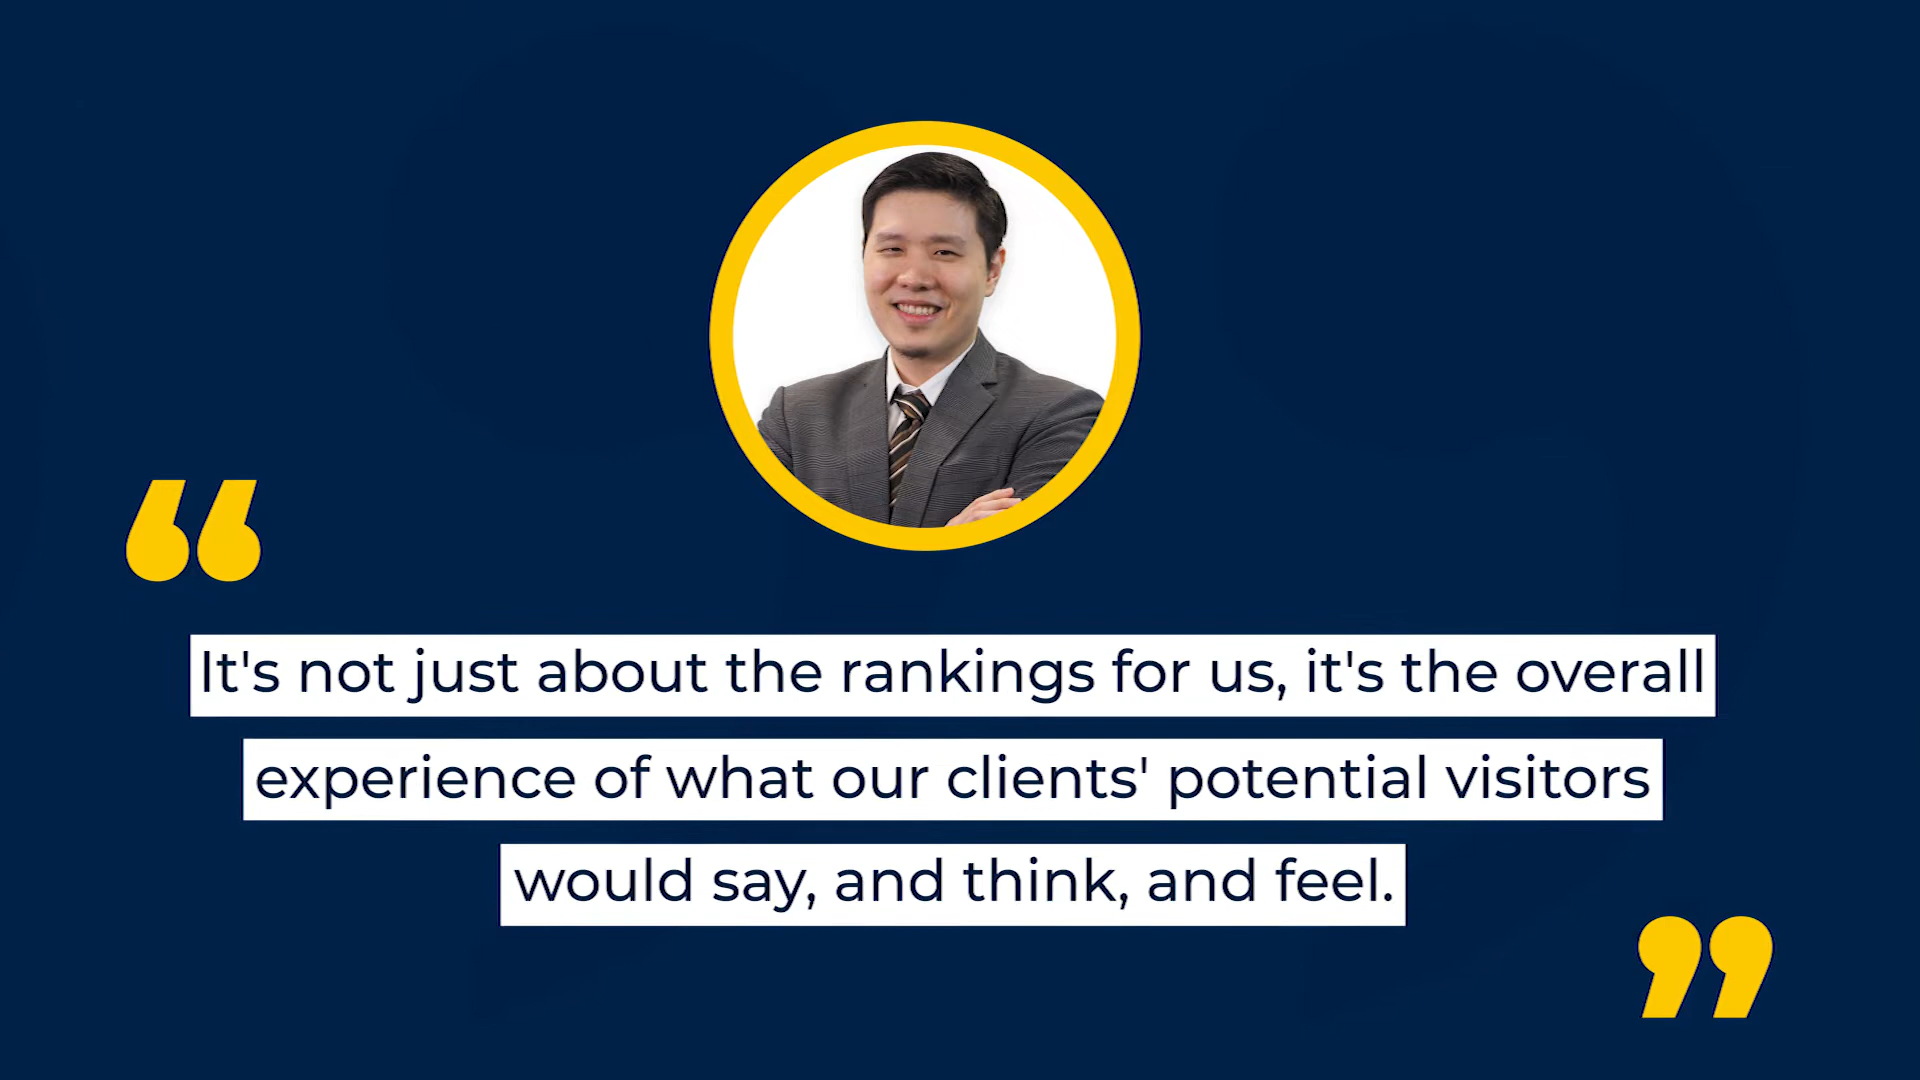 It's not just about the rankings for us, it's the overall
experience of what our clients' potential visitors
would say, and think, and feel.